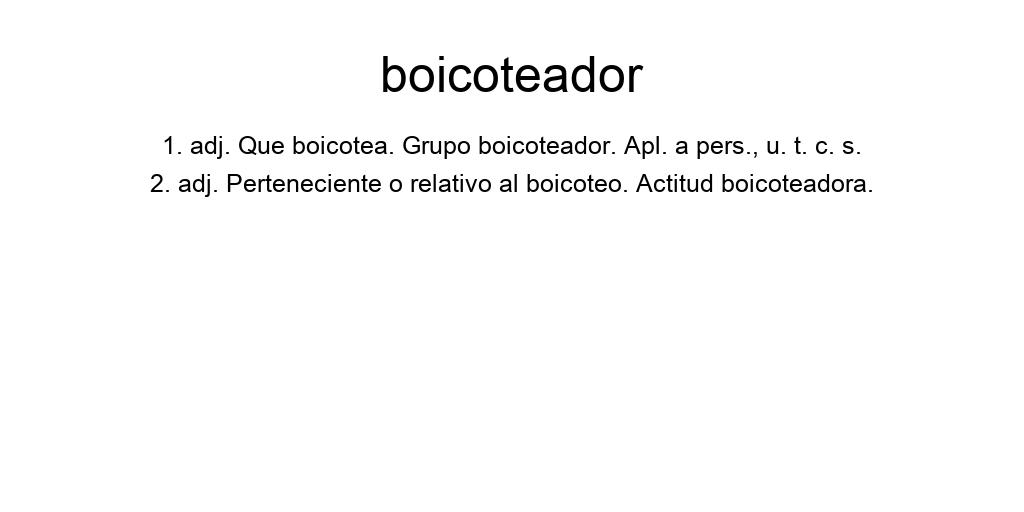 boicoteador
1. adj. Que boicotea. Grupo boicoteador. Apl. a pers., u. t. c. s.
2. adj. Perteneciente o relativo al boicoteo. Actitud boicoteadora.